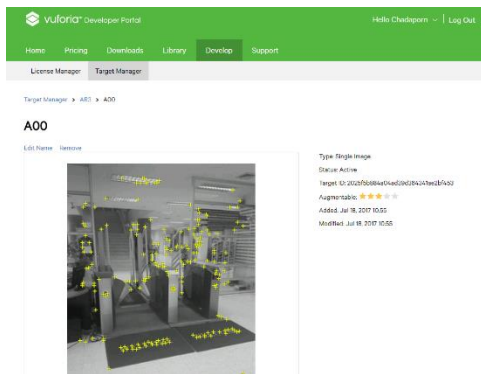 vuforia® Developer Portal
Hello Chadaporn
Log Out
Home Pricing Downloads Library Develop Support
License Manager Target Manager
Target Manager > AR3 > A00
A00
Edit Name Remove
Type: Single Image
Status: Active
Target ID:
Augmentable:
Added: Jul 18, 2017 10:55
Modified: Jul 18, 2017 10:55